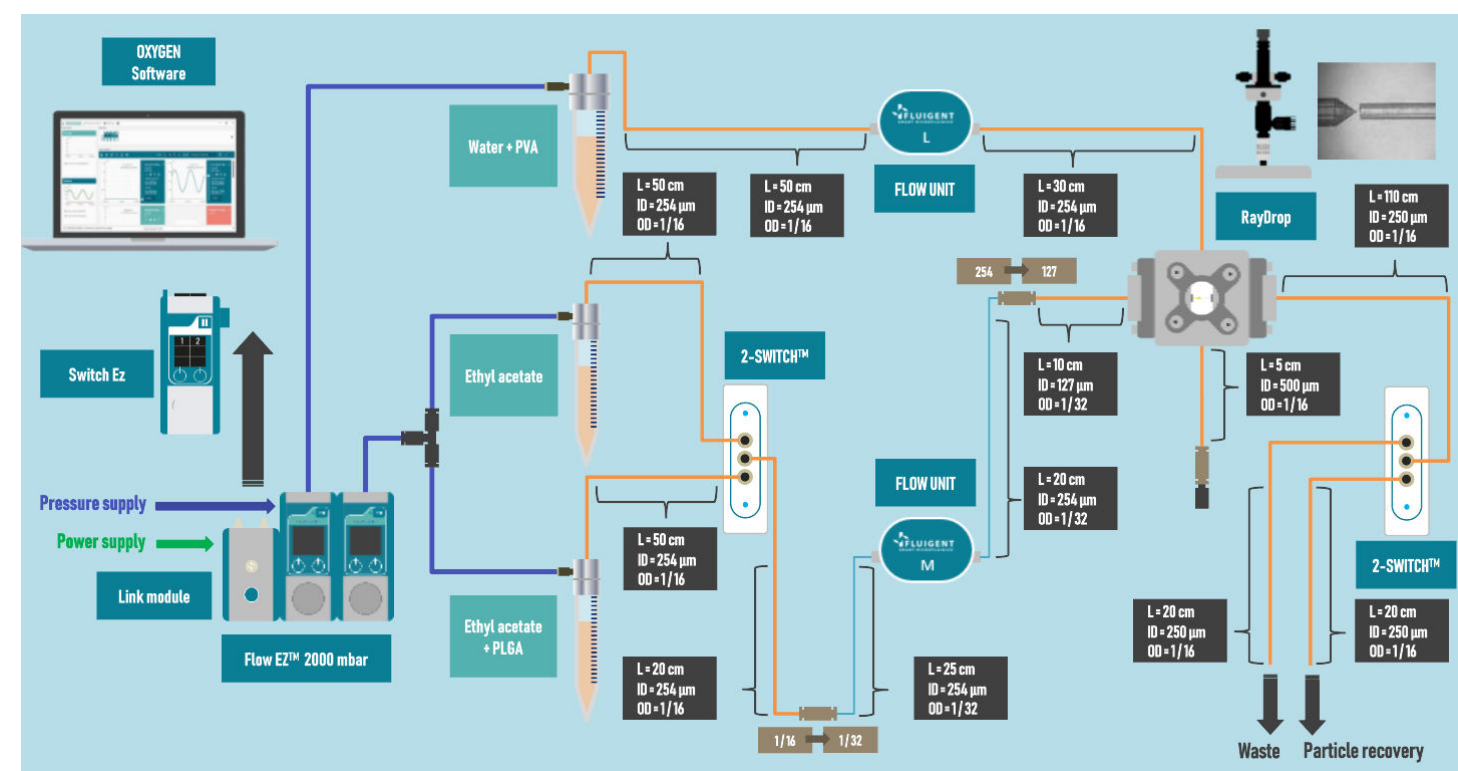 OXYGEN
Software
Water + PVA
FLUIGENT
L
FLOW UNIT
L = 50 cm
ID = 254 µm
OD = 1/16
L = 50 cm
ID = 254 µm
OD = 1/16
L = 30 cm
ID = 254 µm
OD = 1/16
RayDrop
L = 110 cm
ID = 250 µm
OD = 1/16
254
127
Switch Ez
1 2
Ethyl acetate
2-SWITCH™
L = 10 cm
ID = 127 µm
OD = 1/32
L = 5 cm
ID = 500 µm
OD = 1/16
FLOW UNIT
L = 20 cm
ID = 254 µm
OD = 1/32
Pressure supply
Power supply
Link module
Flow EZ™ 2000 mbar
L = 50 cm
ID = 254 µm
OD = 1/16
FLUIGENT
M
2-SWITCH™
Ethyl acetate
+ PLGA
L = 20 cm
ID = 254 µm
OD = 1/16
L = 25 cm
ID = 254 µm
OD = 1/32
L = 20 cm
ID = 250 µm
OD = 1/16
L = 20 cm
ID = 250 µm
OD = 1/16
1/16
1/32
Waste
Particle recovery